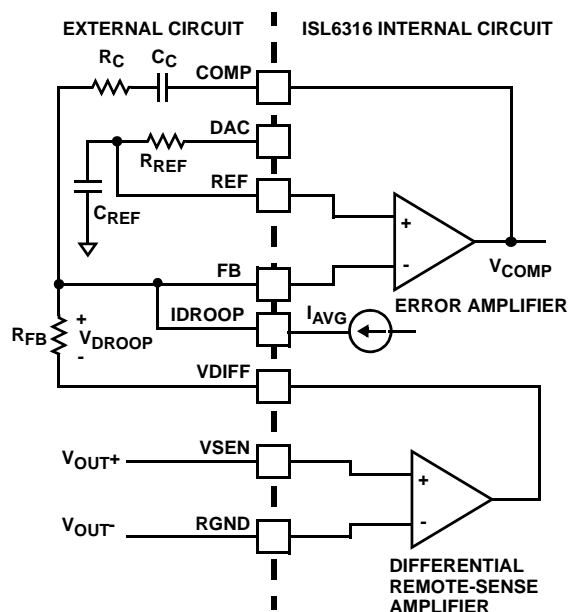 EXTERNAL CIRCUIT
ISL6316 INTERNAL CIRCUIT
RC
CC
COMP
DAC
RREF
REF
CREF
+
-
VCOMP
FB
ERROR AMPLIFIER
IDROOP
IAVG
RFB
+
VDROOP
-
VDIFF
VOUT+
VSEN
+
VOUT-
RGND
-
DIFFERENTIAL
REMOTE-SENSE
AMPLIFIER